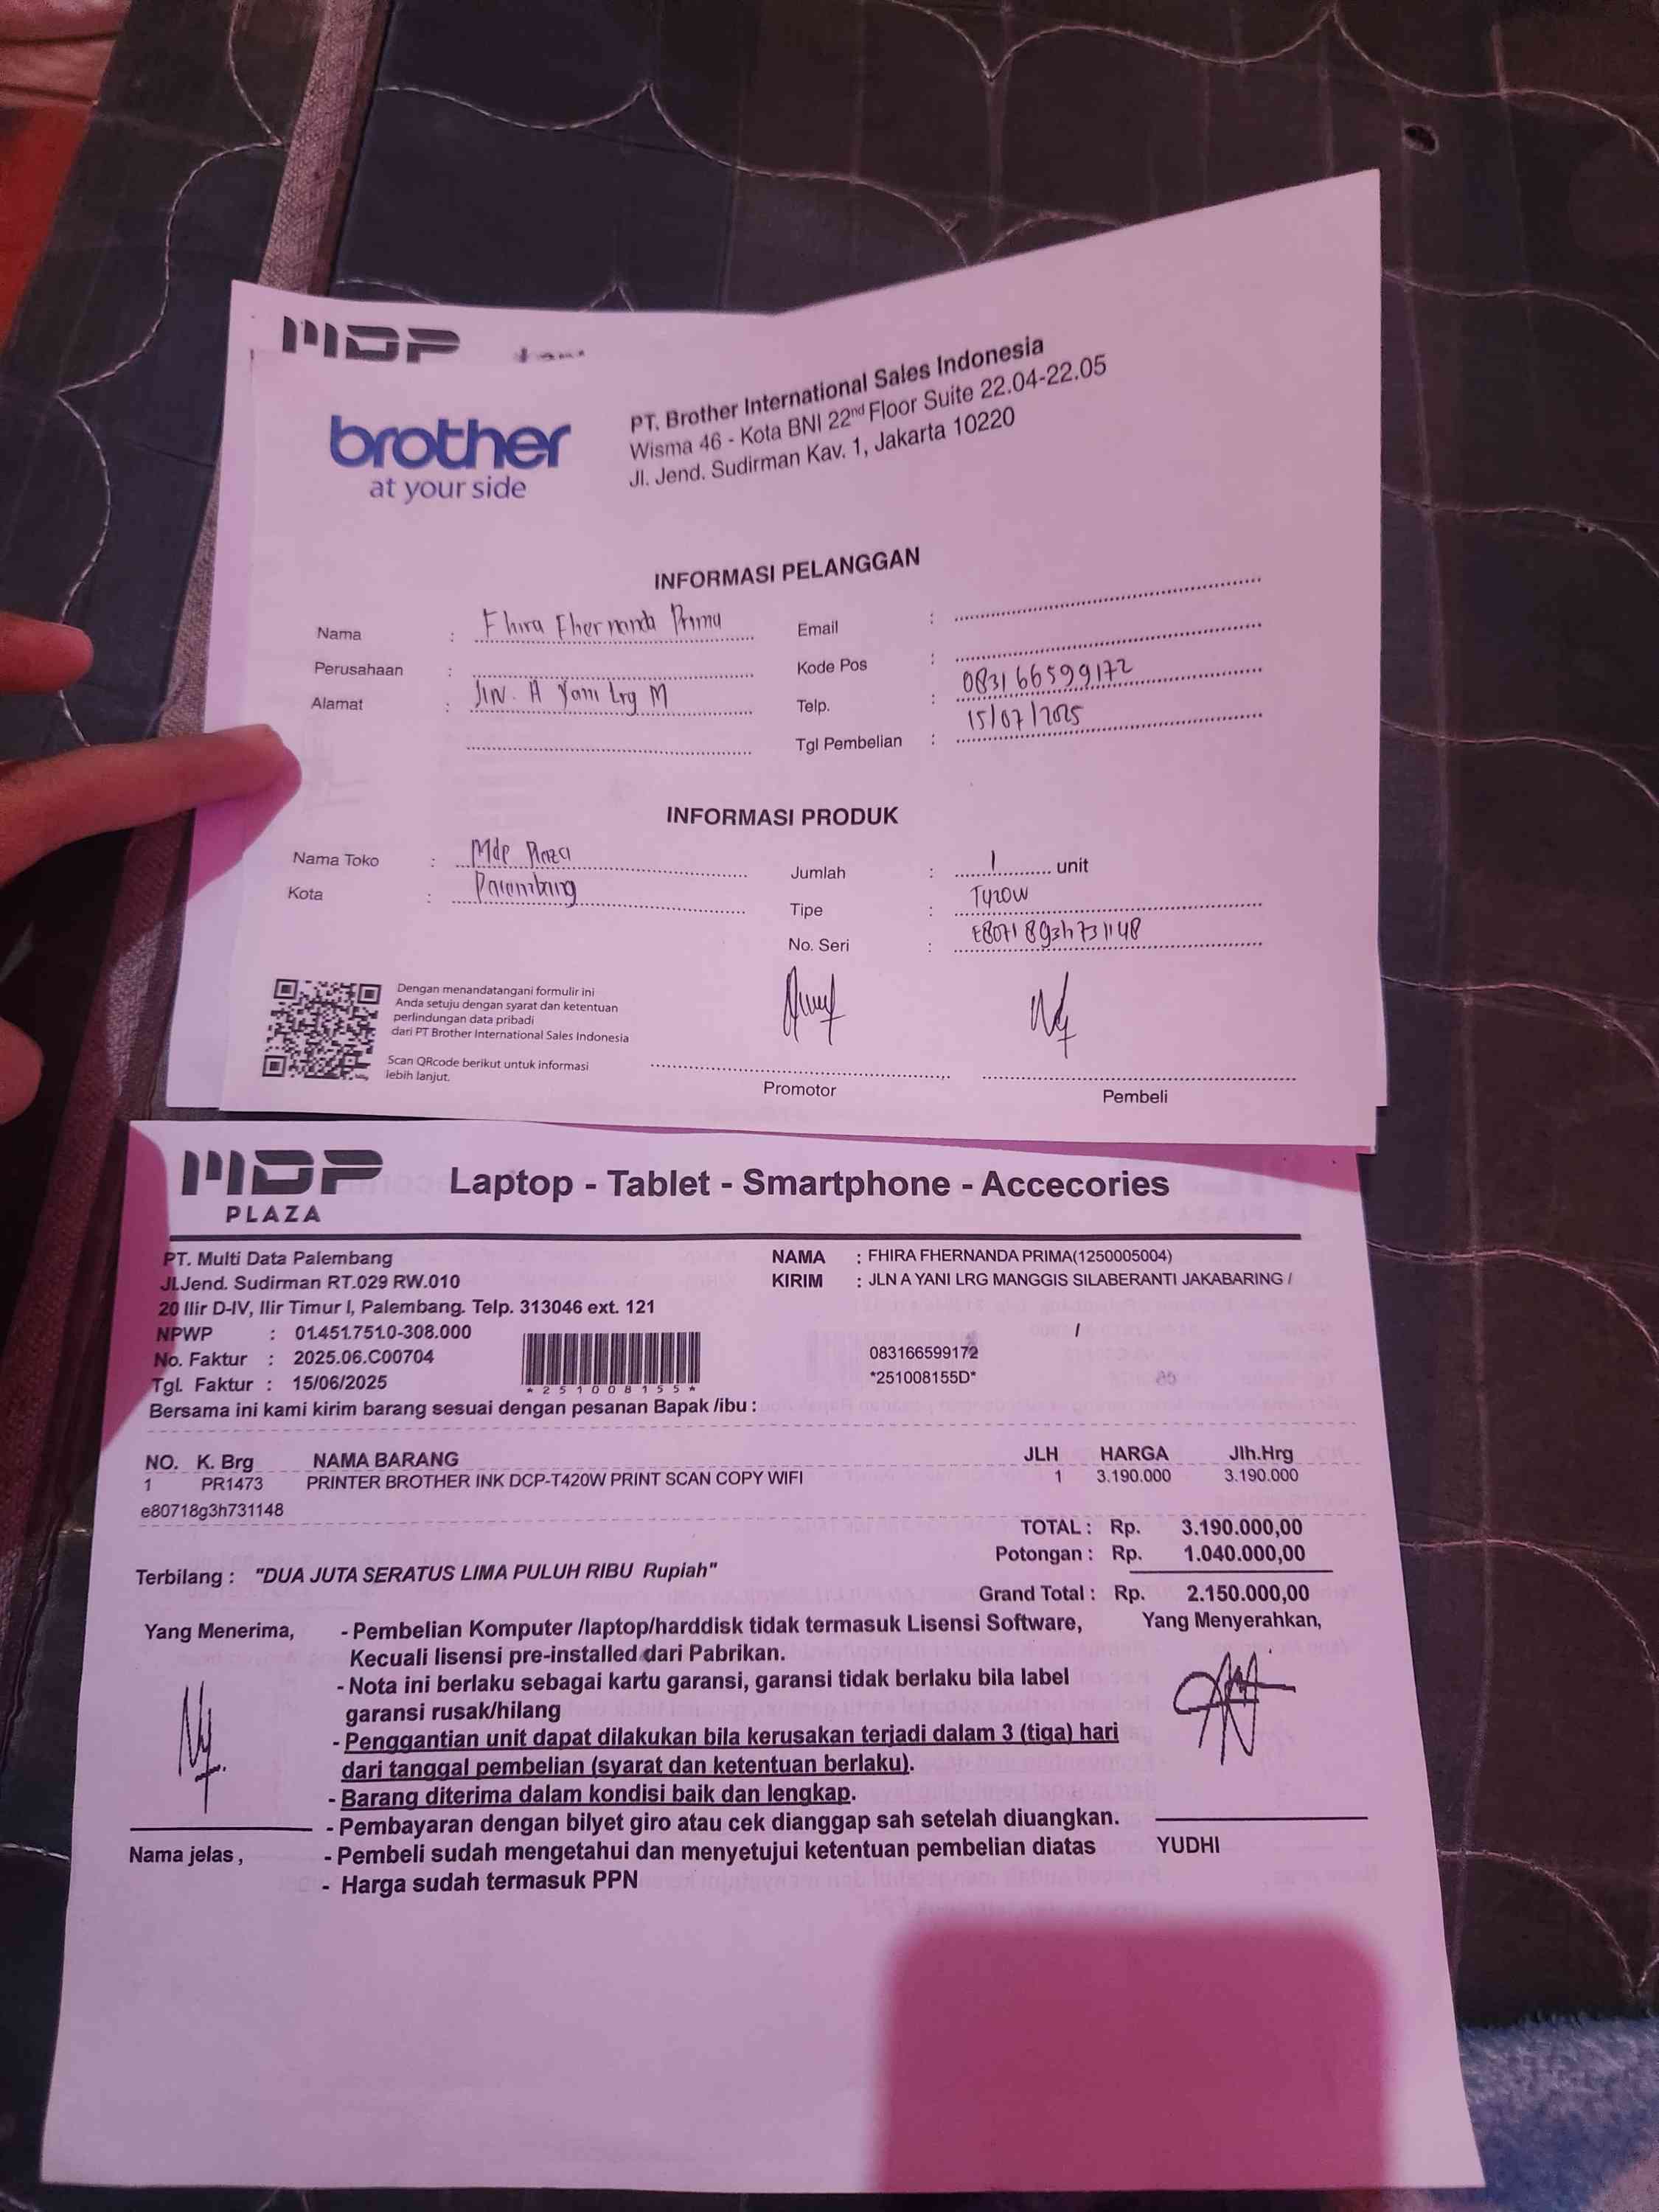 MDP
brother
at your side
PT. Brother International Sales Indonesia
Wisma 46 - Kota BNI 22nd Floor Suite 22.04-22.05
Jl. Jend. Sudirman Kav. 1, Jakarta 10220
INFORMASI PELANGGAN
Nama : Fhira Fhernanda Prima
Perusahaan :
Alamat : Jln. A Yani Lrg M
Email :
Kode Pos :
Telp. : 083166599172
Tgl Pembelian : 15/07/2025
INFORMASI PRODUK
Nama Toko : Mdp Plaza
Kota : Palembang
Jumlah : 1 unit
Tipe : T420W
No. Seri : E80718G3h731148
Dengan menandatangani formulir ini
Anda setuju dengan syarat dan ketentuan
perlindungan data pribadi
dari PT Brother International Sales Indonesia
Scan QRcode berikut untuk informasi
lebih lanjut.
Promotor
Pembeli
MDP
PLAZA
Laptop - Tablet - Smartphone - Accecories
PT. Multi Data Palembang
Jl.Jend. Sudirman RT.029 RW.010
20 Ilir D-IV, Ilir Timur I, Palembang. Telp. 313046 ext. 121
NPWP : 01.451.751.0-308.000
No. Faktur : 2025.06.C00704
Tgl. Faktur : 15/06/2025
*251008155*
NAMA : FHIRA FHERNANDA PRIMA(1250005004)
KIRIM : JLN A YANI LRG MANGGIS SILABERANTI JAKABARING /
/
083166599172
*251008155D*
Bersama ini kami kirim barang sesuai dengan pesanan Bapak /ibu :
NO. K. Brg NAMA BARANG JLH HARGA Jlh.Hrg
1 PR1473 PRINTER BROTHER INK DCP-T420W PRINT SCAN COPY WIFI 1 3.190.000 3.190.000
e80718g3h731148
TOTAL : Rp. 3.190.000,00
Potongan : Rp. 1.040.000,00
Terbilang : "DUA JUTA SERATUS LIMA PULUH RIBU Rupiah"
Grand Total : Rp. 2.150.000,00
Yang Menerima,
- Pembelian Komputer /laptop/harddisk tidak termasuk Lisensi Software,
Kecuali lisensi pre-installed dari Pabrikan.
- Nota ini berlaku sebagai kartu garansi, garansi tidak berlaku bila label
garansi rusak/hilang
- Penggantian unit dapat dilakukan bila kerusakan terjadi dalam 3 (tiga) hari
dari tanggal pembelian (syarat dan ketentuan berlaku).
- Barang diterima dalam kondisi baik dan lengkap.
- Pembayaran dengan bilyet giro atau cek dianggap sah setelah diuangkan.
- Pembeli sudah mengetahui dan menyetujui ketentuan pembelian diatas
- Harga sudah termasuk PPN
Yang Menyerahkan,
Nama jelas ,
YUDHI